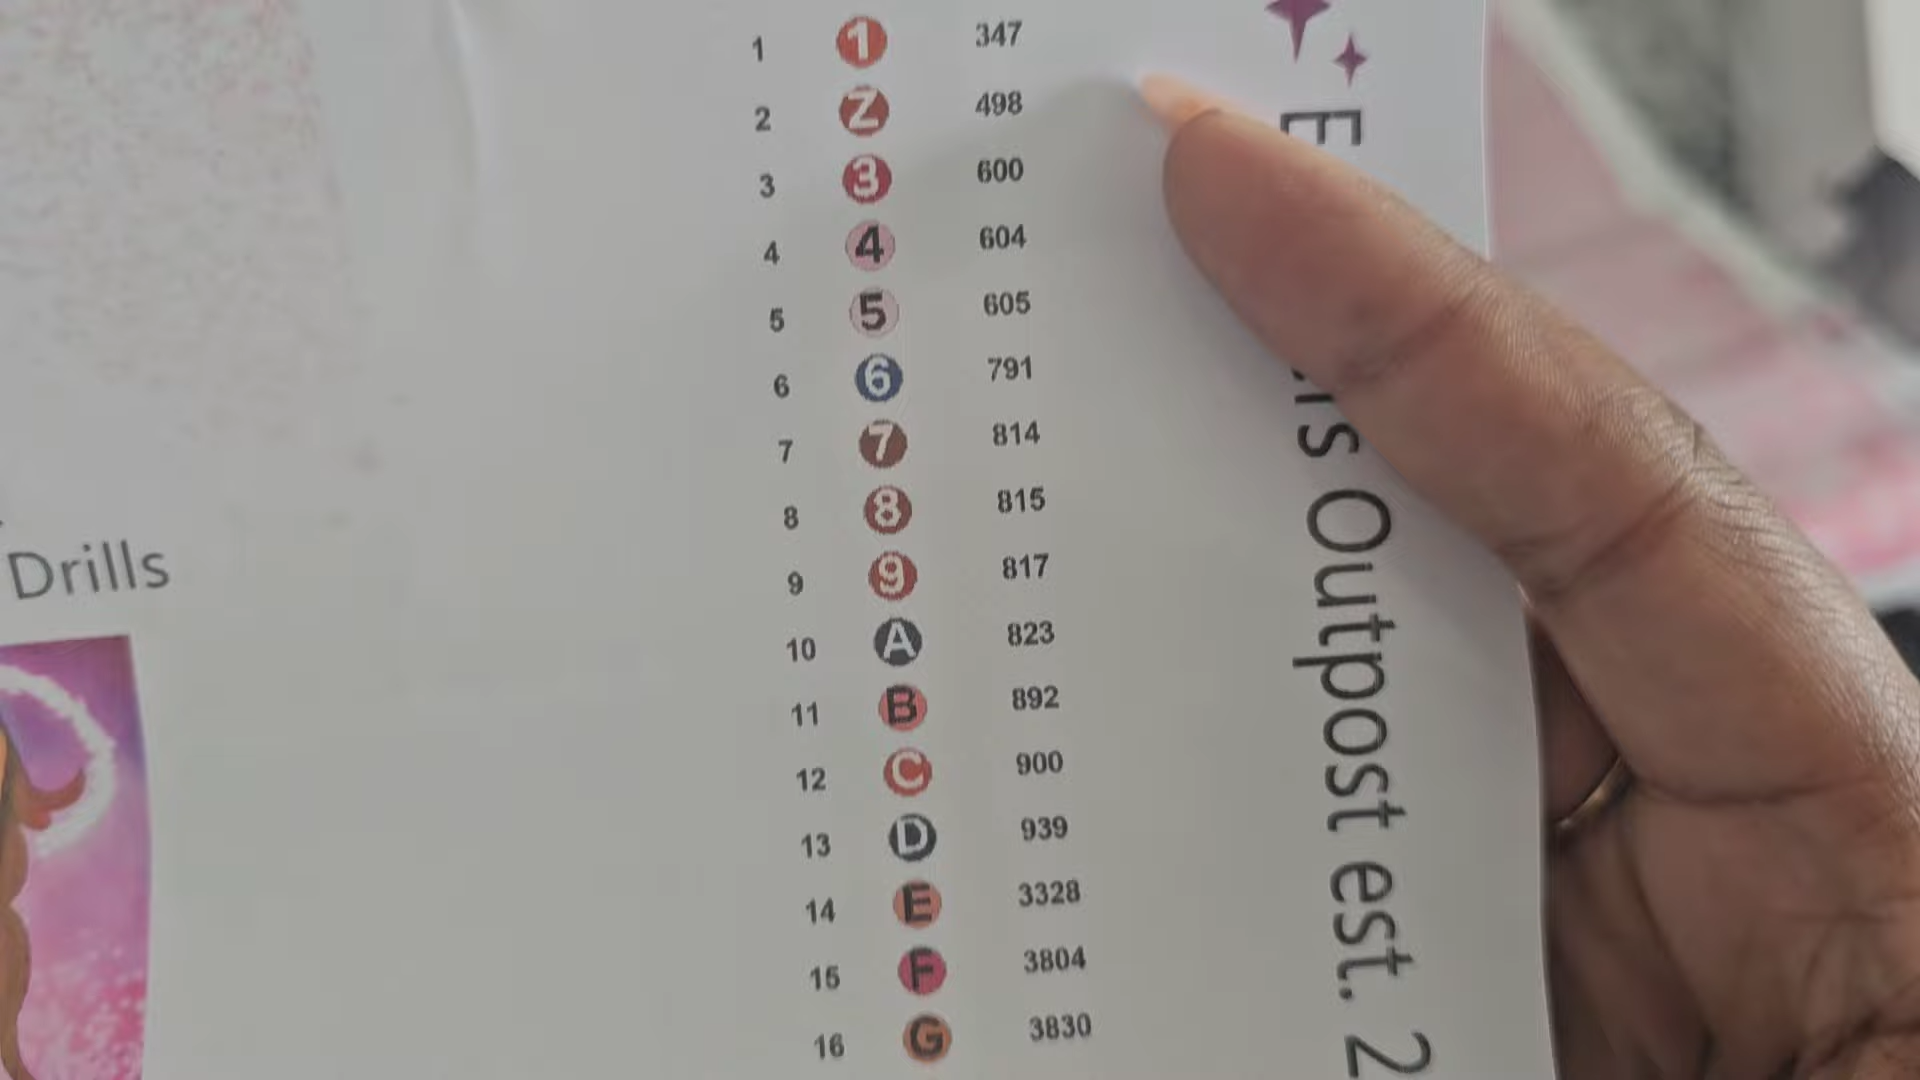 1 1 347
2 Z 498
3 3 600
4 4 604
5 5 605
6 6 791
7 7 814
8 8 815
9 9 817
10 A 823
11 B 892
12 C 900
13 D 939
14 E 3328
15 F 3804
16 G 3830
Drills
Outpost est. 2